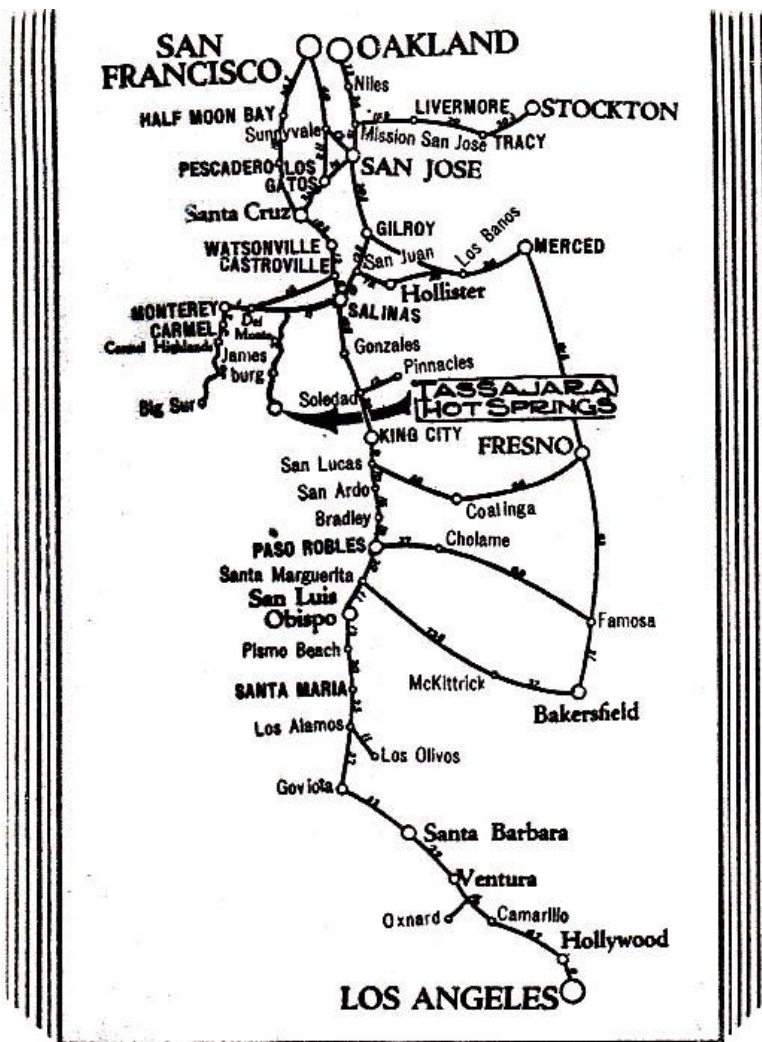 SAN
FRANCISCO
OAKLAND
Niles
HALF MOON BAY
LIVERMORE
STOCKTON
Sunnyvale
Mission San Jose
TRACY
PESCADERO
LOS
GATOS
SAN JOSE
Santa Cruz
GILROY
WATSONVILLE
CASTROVILLE
San Juan
Los Banos
MERCED
Hollister
MONTEREY
CARMEL
Del
Monte
SALINAS
Carmel Highlands
James
burg
Gonzales
Pinnacles
Big Sur
Soledad
TASSAJARA
HOT SPRINGS
KING CITY
FRESNO
San Lucas
San Ardo
Coalinga
Bradley
PASO ROBLES
Cholame
Santa Marguerita
San Luis
Obispo
Famosa
Pismo Beach
McKittrick
SANTA MARIA
Bakersfield
Los Alamos
Los Olivos
Goviota
Santa Barbara
Ventura
Oxnard
Camarillo
Hollywood
LOS ANGELES